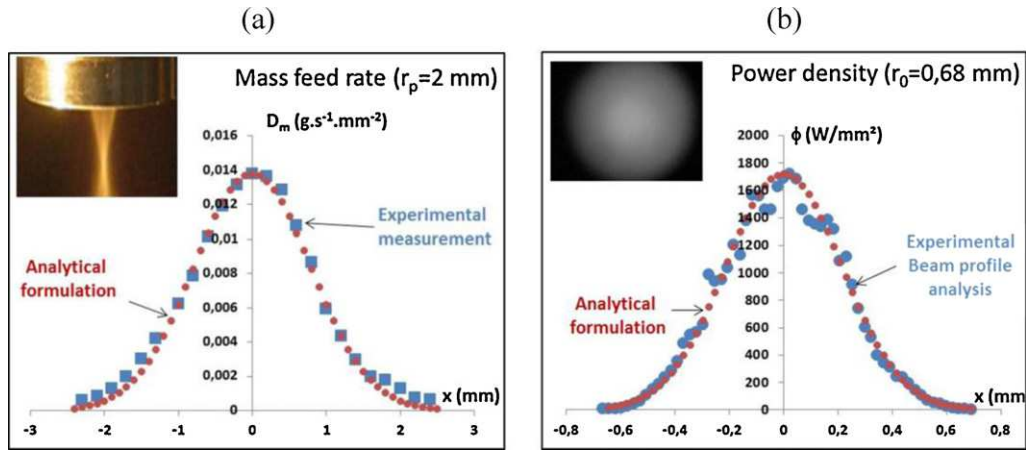 (a)
Mass feed rate (rp=2 mm)
Dm (g.s-1.mm-2)
0,016
0,014
0,012
0,01
0,008
0,006
0,004
0,002
0
-3
-2
-1
0
1
2
3
x (mm)
Experimental
measurement
Analytical
formulation
(b)
Power density (r0=0,68 mm)
ϕ (W/mm²)
2000
1800
1600
1400
1200
1000
800
600
400
200
0
-0,8
-0,6
-0,4
-0,2
0
0,2
0,4
0,6
0,8
x (mm
Experimental
Beam profile
analysis
Analytical
formulation